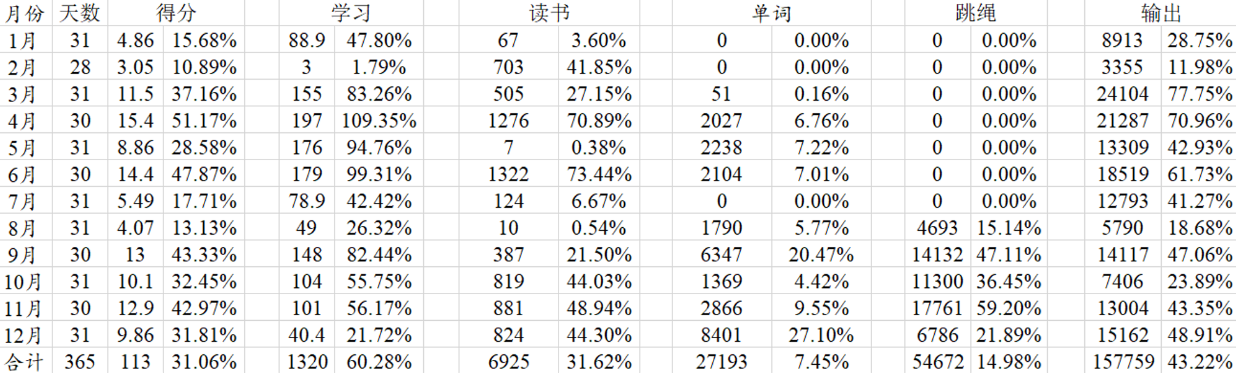 月份 天数 得分 学习 读书 单词 跳绳 输出
1月 31 4.86 15.68% 88.9 47.80% 67 3.60% 0 0.00% 0 0.00% 8913 28.75%
2月 28 3.05 10.89% 3 1.79% 703 41.85% 0 0.00% 0 0.00% 3355 11.98%
3月 31 11.5 37.16% 155 83.26% 505 27.15% 51 0.16% 0 0.00% 24104 77.75%
4月 30 15.4 51.17% 197 109.35% 1276 70.89% 2027 6.76% 0 0.00% 21287 70.96%
5月 31 8.86 28.58% 176 94.76% 7 0.38% 2238 7.22% 0 0.00% 13309 42.93%
6月 30 14.4 47.87% 179 99.31% 1322 73.44% 2104 7.01% 0 0.00% 18519 61.73%
7月 31 5.49 17.71% 78.9 42.42% 124 6.67% 0 0.00% 0 0.00% 12793 41.27%
8月 31 4.07 13.13% 49 26.32% 10 0.54% 1790 5.77% 4693 15.14% 5790 18.68%
9月 30 13 43.33% 148 82.44% 387 21.50% 6347 20.47% 14132 47.11% 14117 47.06%
10月 31 10.1 32.45% 104 55.75% 819 44.03% 1369 4.42% 11300 36.45% 7406 23.89%
11月 30 12.9 42.97% 101 56.17% 881 48.94% 2866 9.55% 17761 59.20% 13004 43.35%
12月 31 9.86 31.81% 40.4 21.72% 824 44.30% 8401 27.10% 6786 21.89% 15162 48.91%
合计 365 113 31.06% 1320 60.28% 6925 31.62% 27193 7.45% 54672 14.98% 157759 43.22%